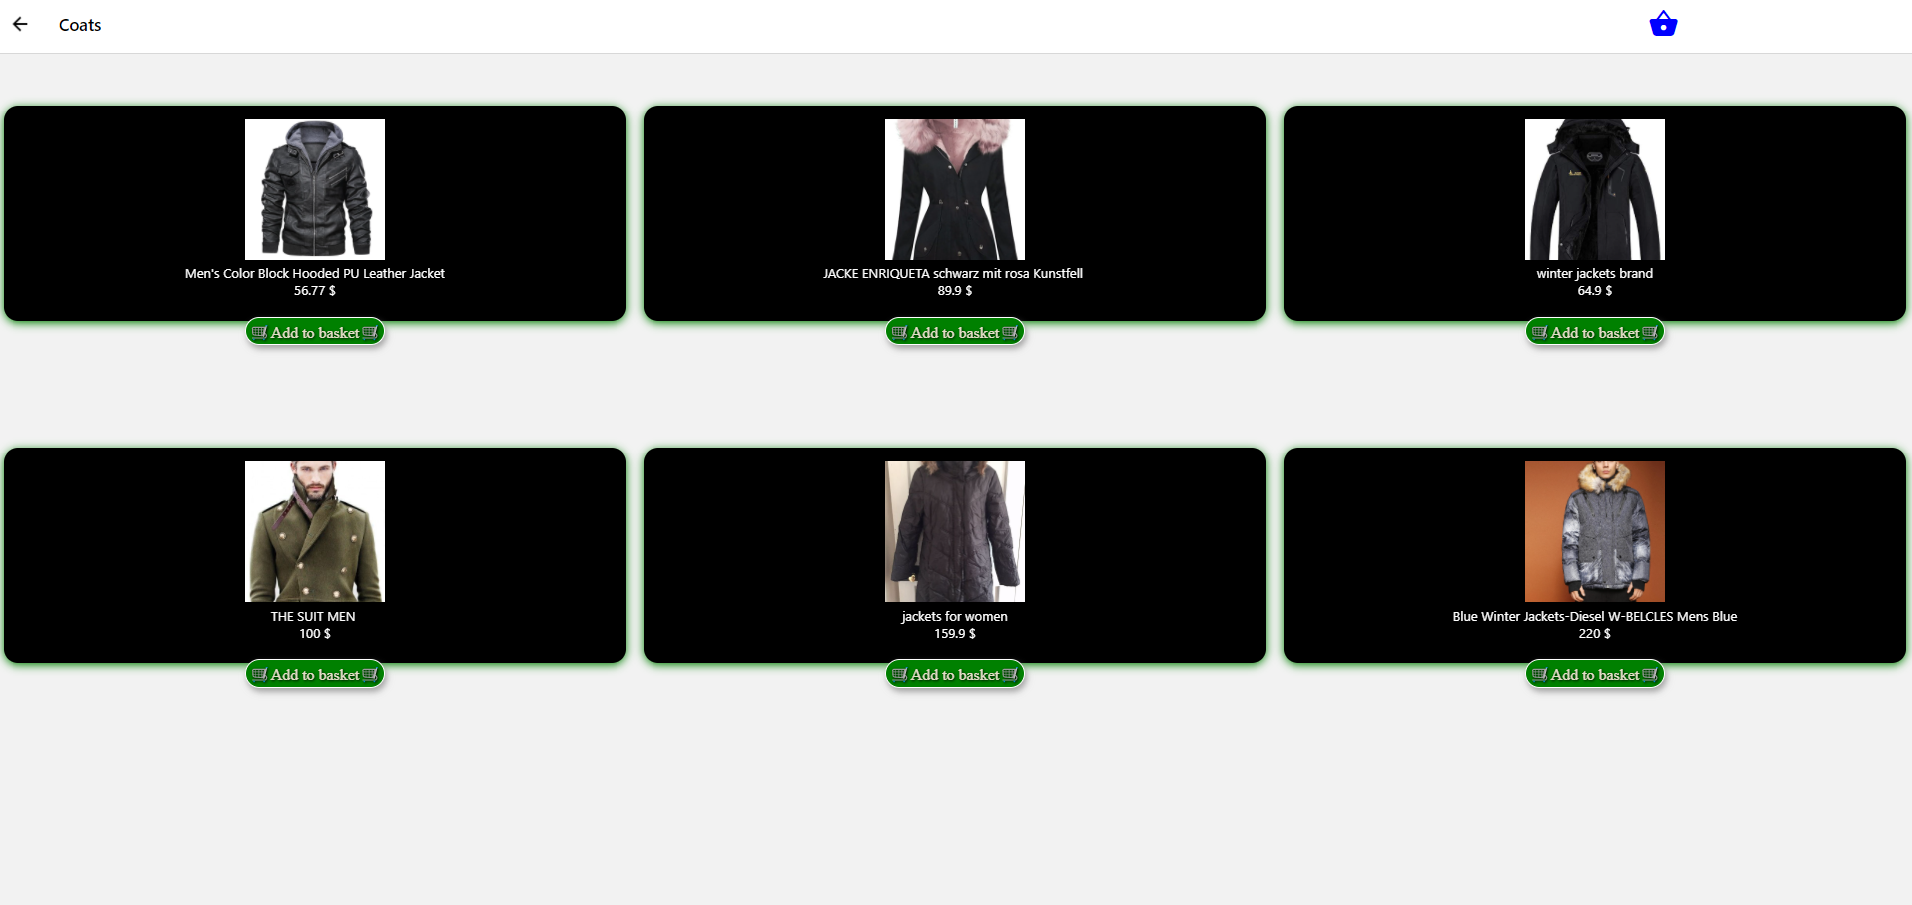 Coats
Men's Color Block Hooded PU Leather Jacket
56.77 $
Add to basket
JACKE ENRIQUETA schwarz mit rosa Kunstfell
89.9 $
Add to basket
winter jackets brand
64.9 $
Add to basket
THE SUIT MEN
100 $
Add to basket
jackets for women
159.9 $
Add to basket
Blue Winter Jackets-Diesel W-BELCLES Mens Blue
220 $
Add to basket